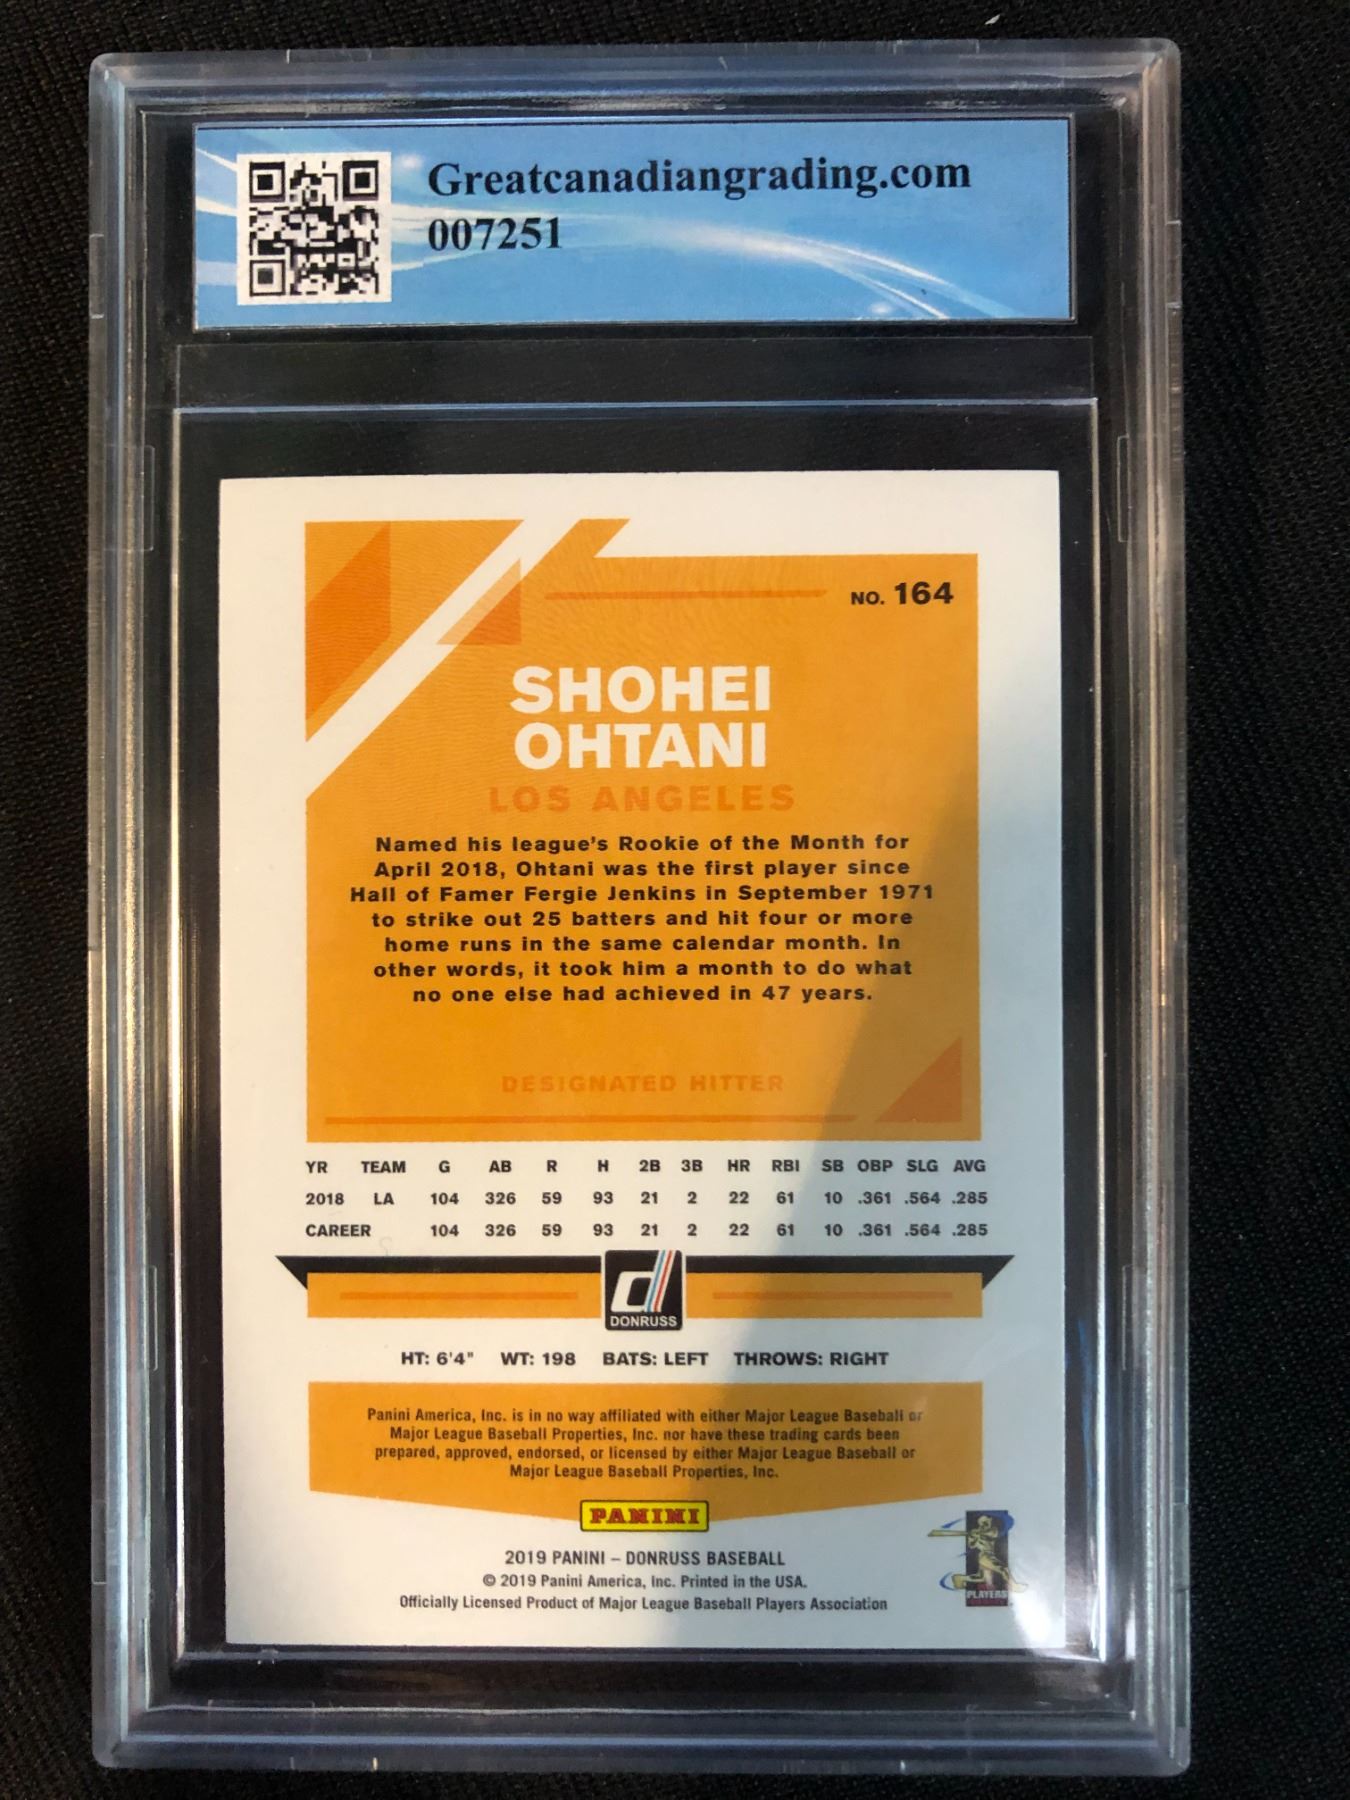 Greatcanadiangrading.com
007251
NO. 164
SHOHEI
OHTANI
LOS ANGELES
Named his league's Rookie of the Month for
April 2018, Ohtani was the first player since
Hall of Famer Fergie Jenkins in September 1971
to strike out 25 batters and hit four or more
home runs in the same calendar month. In
other words, it took him a month to do what
no one else had achieved in 47 years.
DESIGNATED HITTER
YR TEAM G AB R H 2B 3B HR RBI SB OBP SLG AVG
2018 LA 104 326 59 93 21 2 22 61 10 .361 .564 .285
CAREER 104 326 59 93 21 2 22 61 10 .361 .564 .285
d
DONRUSS
HT: 6'4" WT: 198 BATS: LEFT THROWS: RIGHT
Panini America, Inc. is in no way affiliated with either Major League Baseball or
Major League Baseball Properties, Inc. nor have these trading cards been
prepared, approved, endorsed, or licensed by either Major League Baseball or
Major League Baseball Properties, Inc.
PANINI
2019 PANINI – DONRUSS BASEBALL
© 2019 Panini America, Inc. Printed in the USA.
Officially Licensed Product of Major League Baseball Players Association
PLAYERS